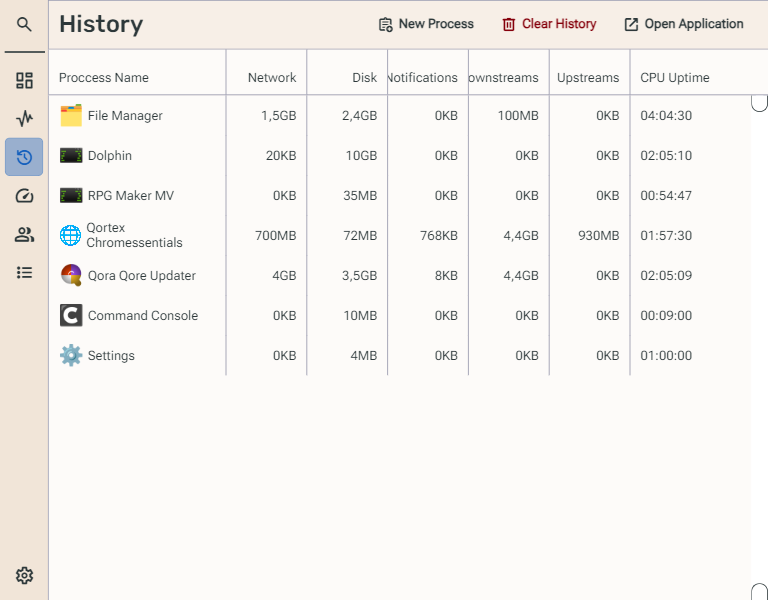 History
New Process
Clear History
Open Application
Proccess Name
Network
Disk
Notifications
ownstreams
Upstreams
CPU Uptime
File Manager 1,5GB 2,4GB 0KB 100MB 0KB 04:04:30
Dolphin 20KB 10GB 0KB 0KB 0KB 02:05:10
RPG Maker MV 0KB 35MB 0KB 0KB 0KB 00:54:47
Qortex
Chromessentials 700MB 72MB 768KB 4,4GB 930MB 01:57:30
Qora Qore Updater 4GB 3,5GB 8KB 4,4GB 0KB 02:05:09
C Command Console 0KB 10MB 0KB 0KB 0KB 00:09:00
Settings 0KB 4MB 0KB 0KB 0KB 01:00:00